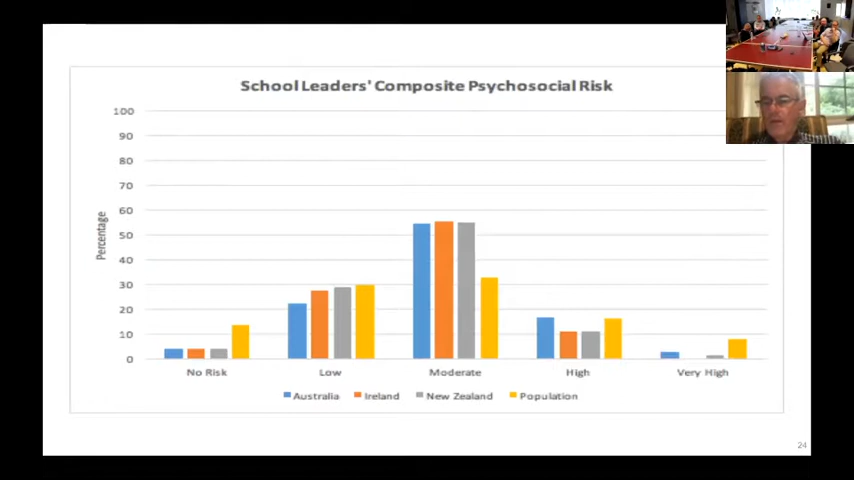 School Leaders' Composite Psychosocial Risk
Percentage
100
90
80
70
60
50
40
30
20
10
0
No Risk
Low
Moderate
High
Very High
Australia
Ireland
New Zealand
Population
24